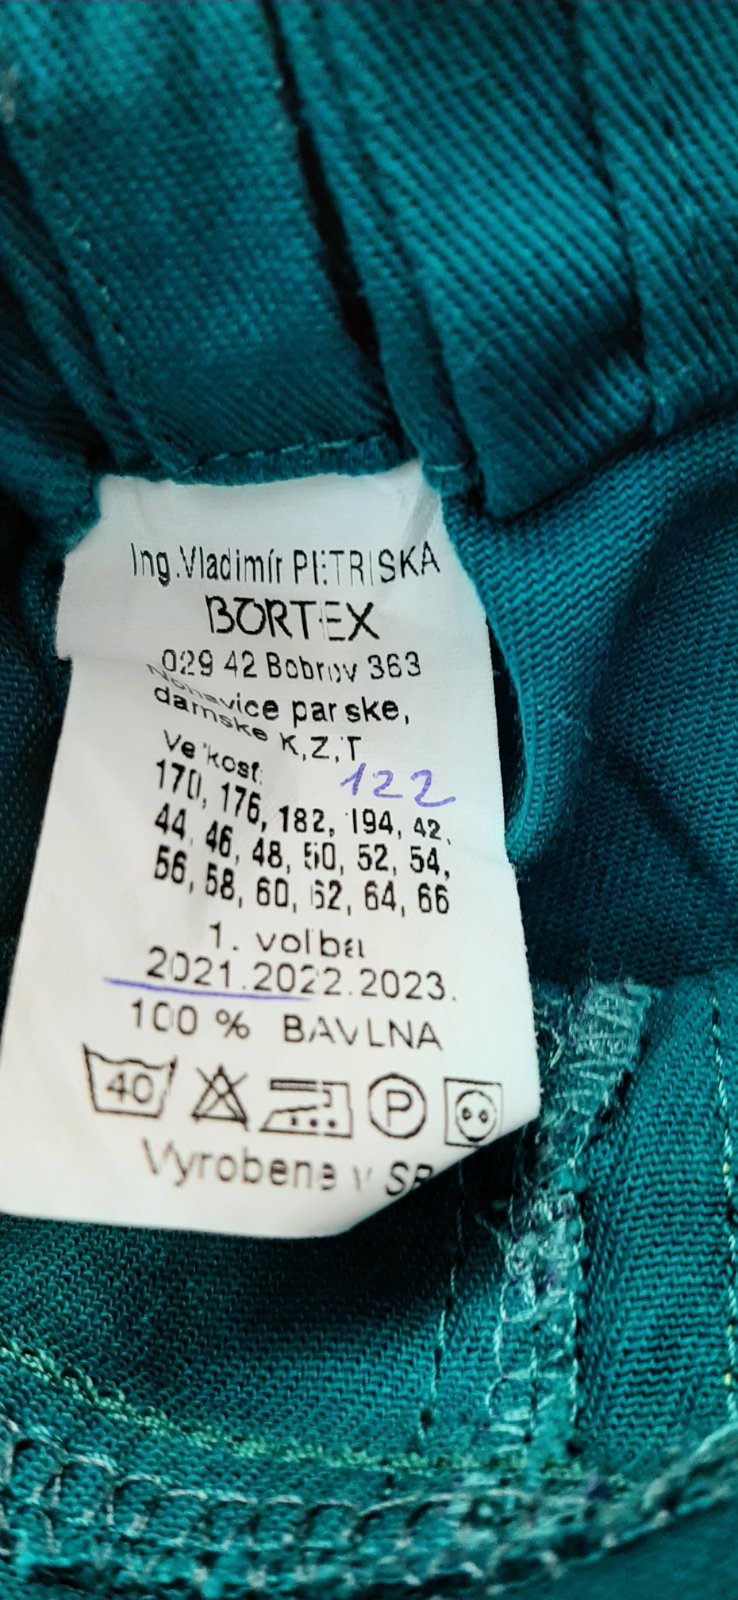 Ing.Vladimír PETRISKA
BORTEX
029 42 Bobrov 363
Nohavice panske,
damske K,Z,T
Veľkosť:
122
170, 176, 182, 194, 42,
44, 46, 48, 50, 52, 54,
56, 58, 60, 62, 64, 66
1. voľba
2021.2022.2023.
100 % BAVLNA
40
P
Vyrobene v SR